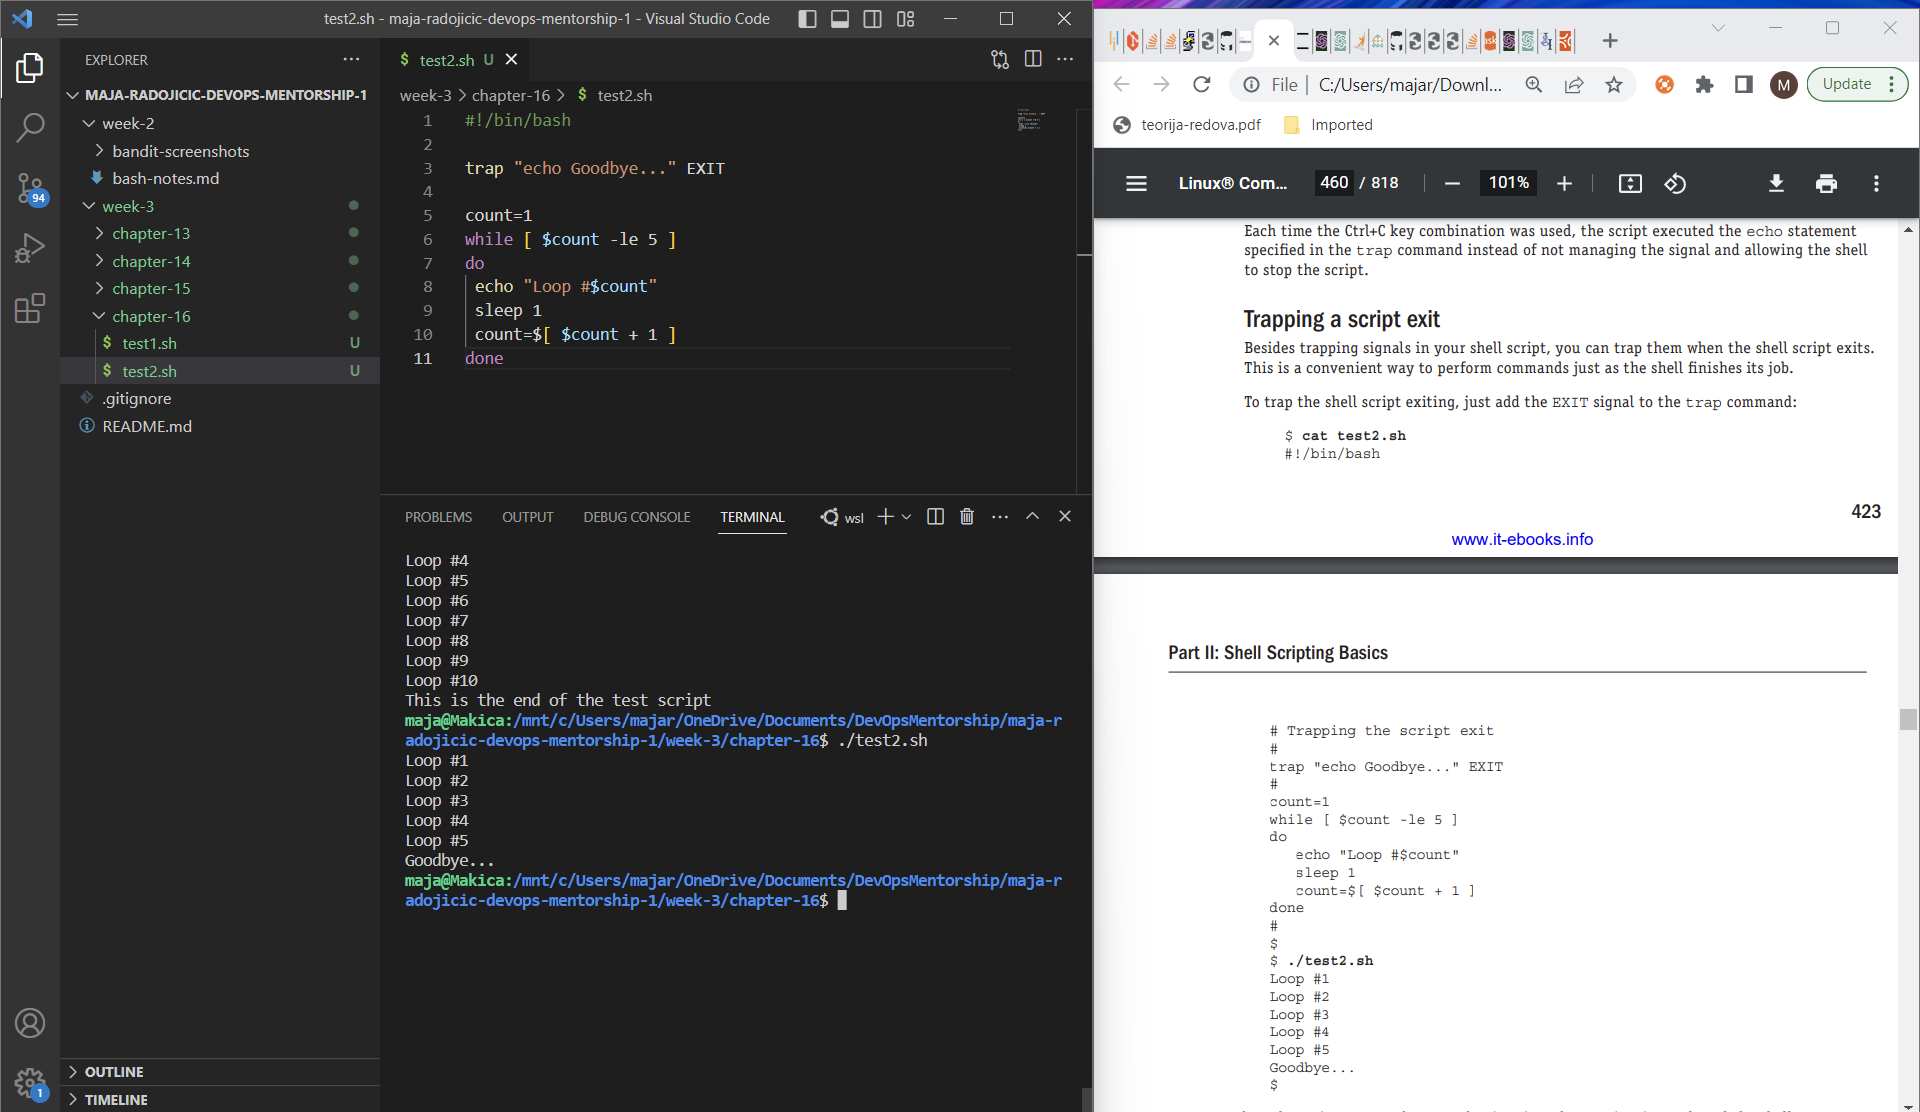 test2.sh - maja-radojicic-devops-mentorship-1 - Visual Studio Code
EXPLORER
MAJA-RADOJICIC-DEVOPS-MENTORSHIP-1
week-2
bandit-screenshots
bash-notes.md
week-3
chapter-13
chapter-14
chapter-15
chapter-16
test1.sh U
test2.sh U
.gitignore
README.md
OUTLINE
TIMELINE
94
1
$ test2.sh U
week-3 > chapter-16 > $ test2.sh
1 #!/bin/bash
2
3 trap "echo Goodbye..." EXIT
4
5 count=1
6 while [ $count -le 5 ]
7 do
8 echo "Loop #$count"
9 sleep 1
10 count=$[ $count + 1 ]
11 done
PROBLEMS OUTPUT DEBUG CONSOLE TERMINAL wsl
Loop #4
Loop #5
Loop #6
Loop #7
Loop #8
Loop #9
Loop #10
This is the end of the test script
maja@Makica:/mnt/c/Users/majar/OneDrive/Documents/DevOpsMentorship/maja-r
adojicic-devops-mentorship-1/week-3/chapter-16$ ./test2.sh
Loop #1
Loop #2
Loop #3
Loop #4
Loop #5
Goodbye...
maja@Makica:/mnt/c/Users/majar/OneDrive/Documents/DevOpsMentorship/maja-r
adojicic-devops-mentorship-1/week-3/chapter-16$
File | C:/Users/majar/Downl... M Update
teorija-redova.pdf Imported
Linux® Com... 460 / 818 101%
Each time the Ctrl+C key combination was used, the script executed the echo statement
specified in the trap command instead of not managing the signal and allowing the shell
to stop the script.
Trapping a script exit
Besides trapping signals in your shell script, you can trap them when the shell script exits.
This is a convenient way to perform commands just as the shell finishes its job.
To trap the shell script exiting, just add the EXIT signal to the trap command:
$ cat test2.sh
#!/bin/bash
423
www.it-ebooks.info
Part II: Shell Scripting Basics
# Trapping the script exit
#
trap "echo Goodbye..." EXIT
#
count=1
while [ $count -le 5 ]
do
echo "Loop #$count"
sleep 1
count=$[ $count + 1 ]
done
#
$
$ ./test2.sh
Loop #1
Loop #2
Loop #3
Loop #4
Loop #5
Goodbye...
$